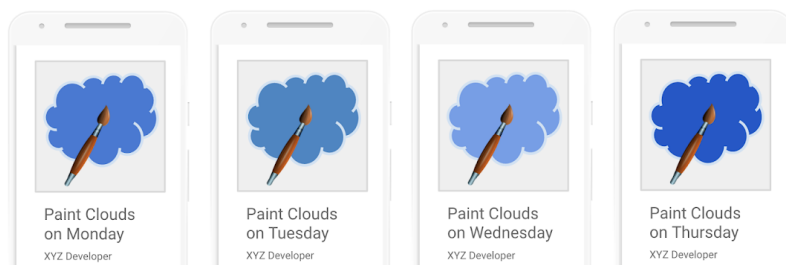 Paint Clouds
on Monday
XYZ Developer
Paint Clouds
on Tuesday
XYZ Developer
Paint Clouds
on Wednesday
XYZ Developer
Paint Clouds
on Thursday
XYZ Developer